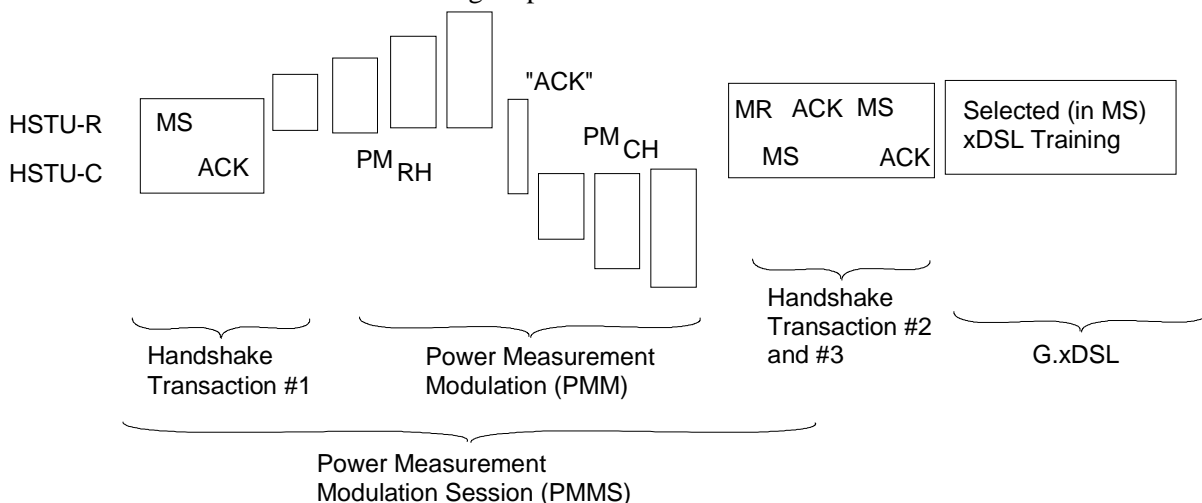 "ACK"
HSTU-R
MS
MR ACK MS
Selected (in MS)
xDSL Training
HSTU-C
ACK
PM RH
PM CH
MS ACK
Handshake
Transaction #1
Power Measurement
Modulation (PMM)
Handshake
Transaction #2
and #3
G.xDSL
Power Measurement
Modulation Session (PMMS)